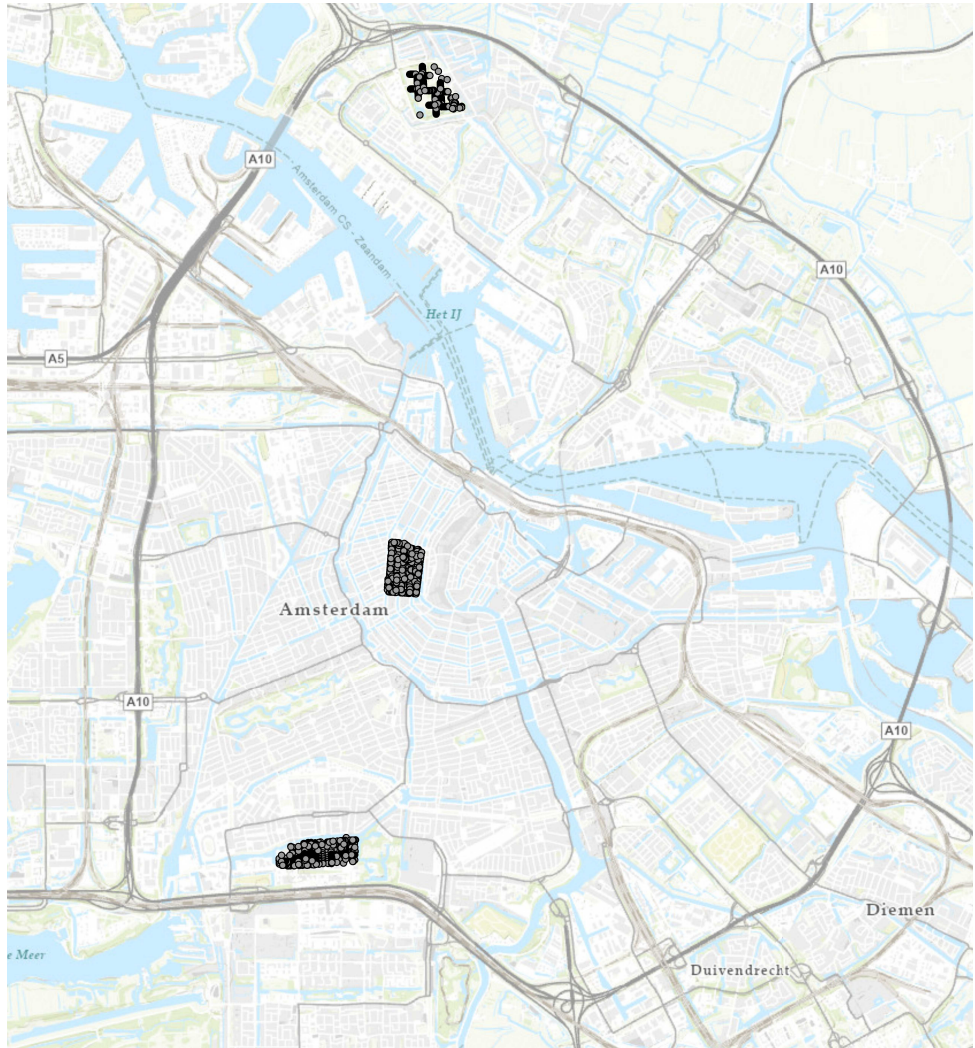 A10
Amsterdam CS - Zaandam
A10
Het IJ
A5
Amsterdam
A10
A10
Diemen
e Meer
Duivendrecht